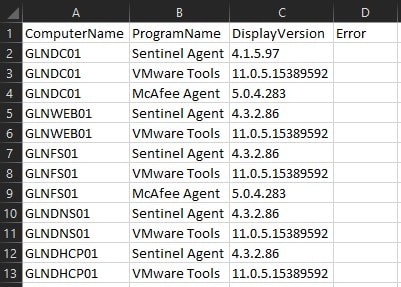 A B C D
1 ComputerName ProgramName DisplayVersion Error
2 GLNDC01 Sentinel Agent 4.1.5.97
3 GLNDC01 VMware Tools 11.0.5.15389592
4 GLNDC01 McAfee Agent 5.0.4.283
5 GLNWEB01 Sentinel Agent 4.3.2.86
6 GLNWEB01 VMware Tools 11.0.5.15389592
7 GLNFS01 Sentinel Agent 4.3.2.86
8 GLNFS01 VMware Tools 11.0.5.15389592
9 GLNFS01 McAfee Agent 5.0.4.283
10 GLNDNS01 Sentinel Agent 4.3.2.86
11 GLNDNS01 VMware Tools 11.0.5.15389592
12 GLNDHCP01 Sentinel Agent 4.3.2.86
13 GLNDHCP01 VMware Tools 11.0.5.15389592